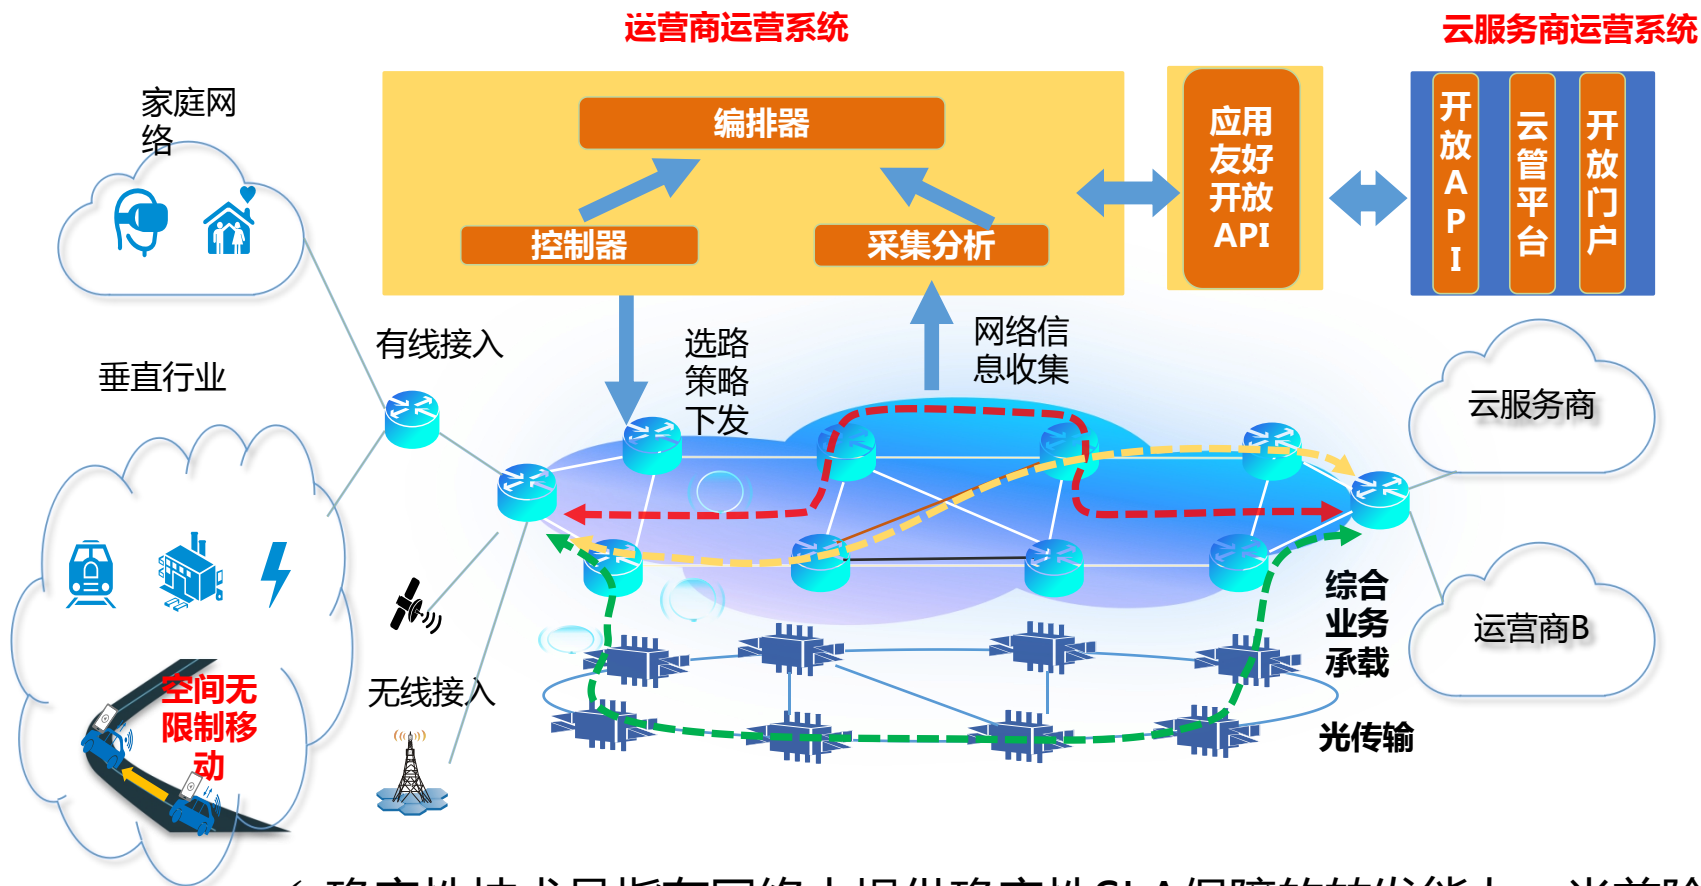 运营商运营系统
云服务商运营系统
家庭网
络
编排器
控制器
采集分析
应用
友好
开放
API
开
放
A
P
I
云
管
平
台
开
放
门
户
有线接入
选路
策略
下发
网络信
息收集
垂直行业
云服务商
综合
业务
承载
运营商B
空间无
限制移
动
无线接入
光传输